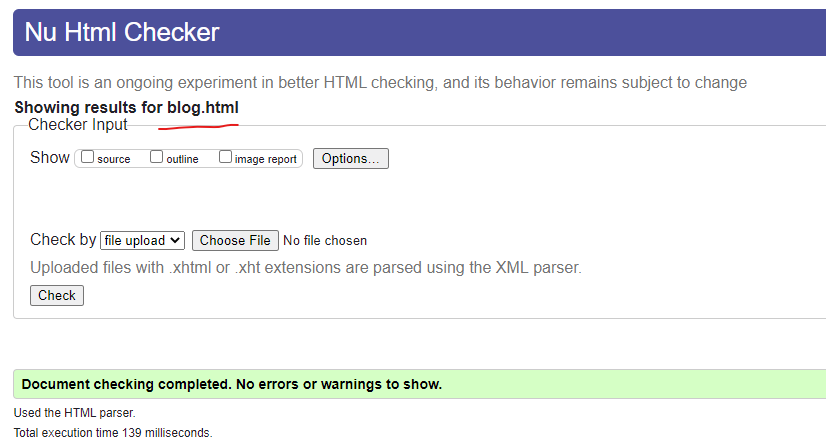 Nu Html Checker
This tool is an ongoing experiment in better HTML checking, and its behavior remains subject to change
Showing results for blog.html
Checker Input
Show source outline image report Options...
Check by file upload Choose File No file chosen
Uploaded files with .xhtml or .xht extensions are parsed using the XML parser.
Check
Document checking completed. No errors or warnings to show.
Used the HTML parser.
Total execution time 139 milliseconds.